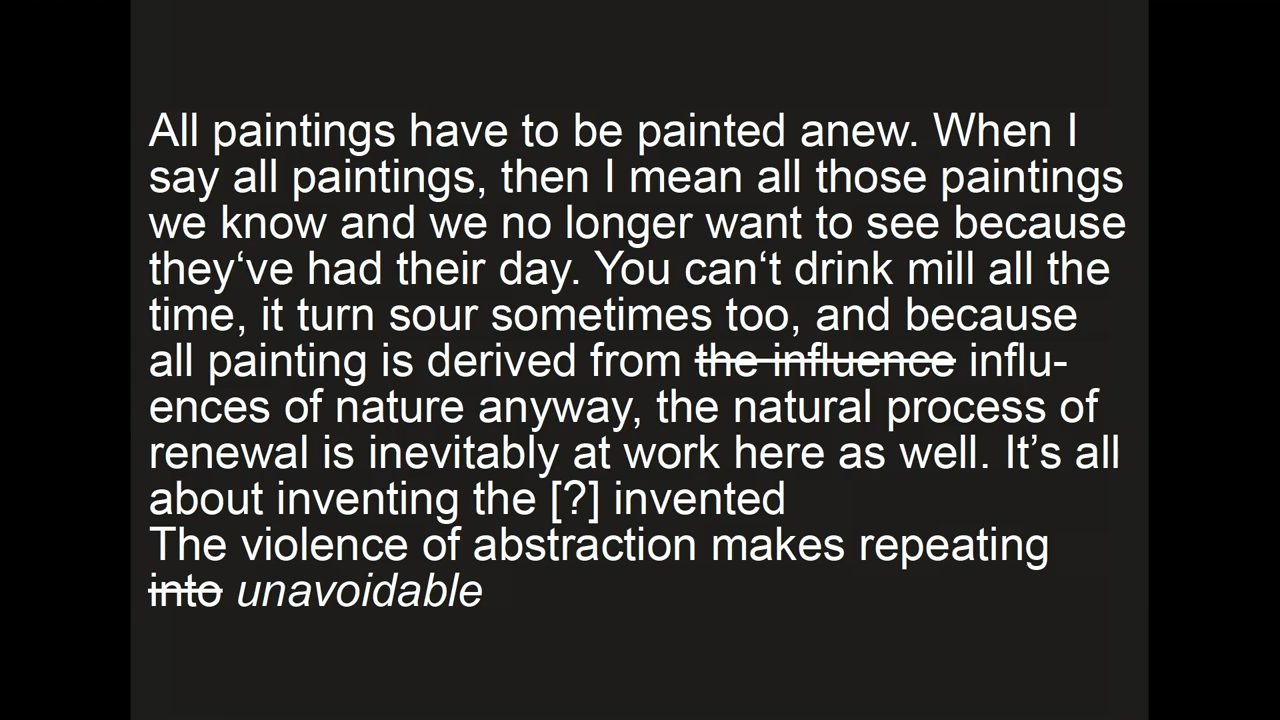 All paintings have to be painted anew. When I
say all paintings, then I mean all those paintings
we know and we no longer want to see because
they‘ve had their day. You can‘t drink mill all the
time, it turn sour sometimes too, and because
all painting is derived from the influence influ-
ences of nature anyway, the natural process of
renewal is inevitably at work here as well. It’s all
about inventing the [?] invented
The violence of abstraction makes repeating
into unavoidable